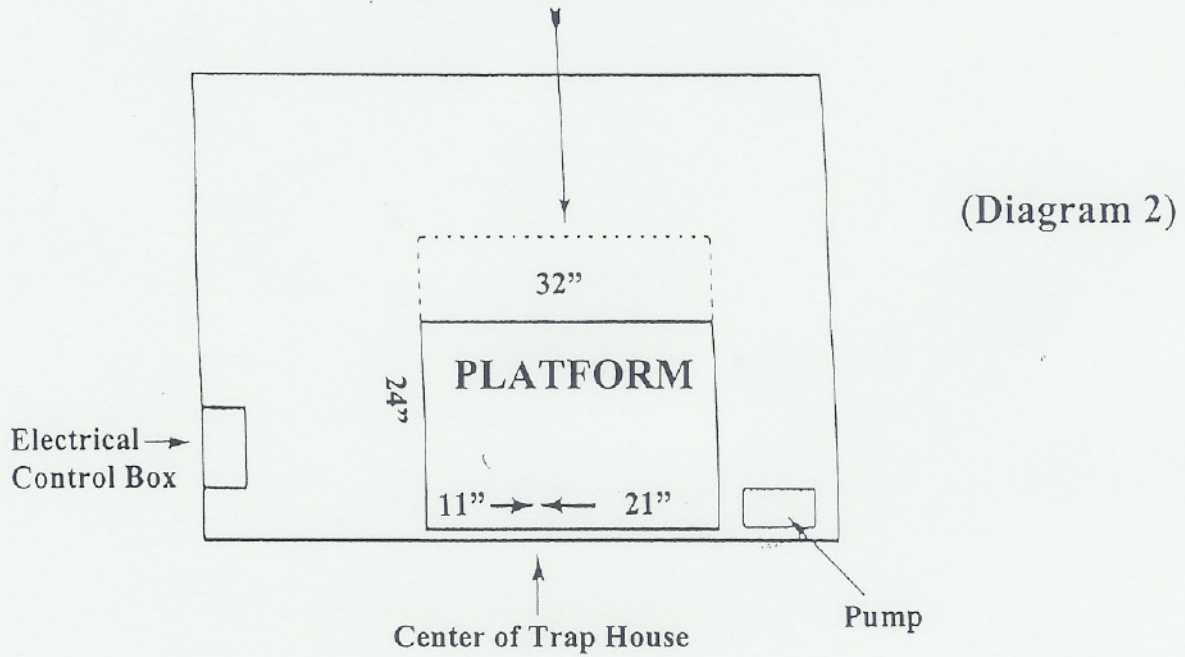 (Diagram 2)
32”
PLATFORM
24”
Electrical
Control Box
11” 21”
Pump
Center of Trap House